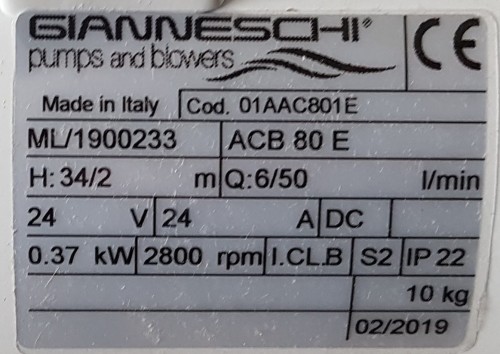 GIANNESCHI®
pumps and blowers
CE
Made in Italy Cod. 01AAC801E
ML/1900233 ACB 80 E
H: 34/2 m Q:6/50 l/min
24 V 24 A DC
0.37 kW 2800 rpm I.CL.B S2 IP 22
10 kg
02/2019